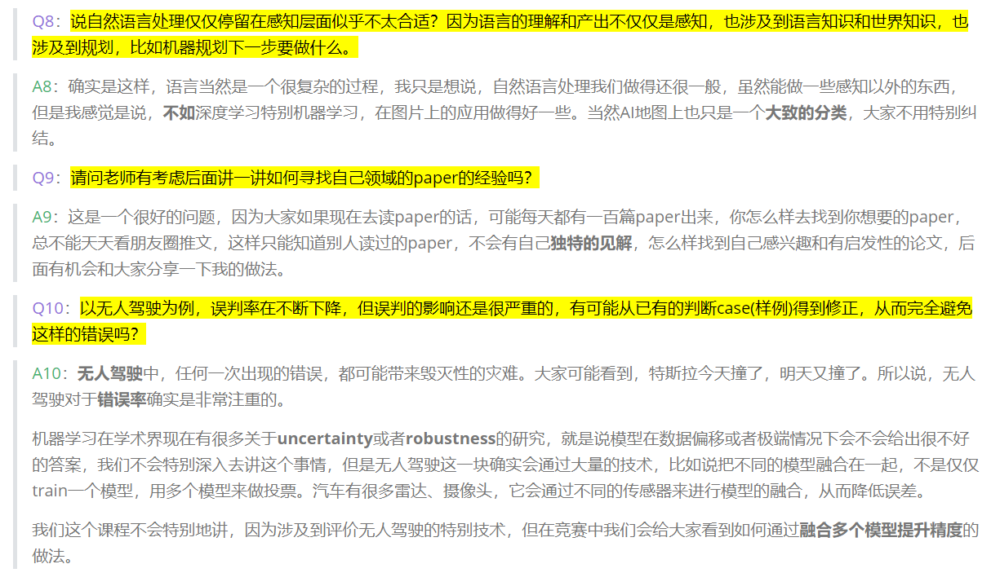 Q8：说自然语言处理仅仅停留在感知层面似乎不太合适？因为语言的理解和产出不仅仅是感知，也涉及到语言知识和世界知识，也
涉及到规划，比如机器规划下一步要做什么。
A8：确实是这样，语言当然是一个很复杂的过程，我只是想说，自然语言处理我们做得还很一般，虽然能做一些感知以外的东西，
但是我感觉是说，不如深度学习特别机器学习，在图片上的应用做得好一些。当然AI地图上也只是一个大致的分类，大家不用特别纠
结。
Q9：请问老师有考虑后面讲一讲如何寻找自己领域的paper的经验吗？
A9：这是一个很好的问题，因为大家如果现在去读paper的话，可能每天都有一百篇paper出来，你怎么样去找到你想要的paper，
总不能天天看朋友圈推文，这样只能知道别人读过的paper，不会有自己独特的见解，怎么样找到自己感兴趣和有启发性的论文，后
面有机会和大家分享一下我的做法。
Q10：以无人驾驶为例，误判率在不断下降，但误判的影响还是很严重的，有可能从已有的判断case(样例)得到修正，从而完全避免
这样的错误吗？
A10：无人驾驶中，任何一次出现的错误，都可能带来毁灭性的灾难。大家可能看到，特斯拉今天撞了，明天又撞了。所以说，无人
驾驶对于错误率确实是非常注重的。
机器学习在学术界现在有很多关于uncertainty或者robustness的研究，就是说模型在数据偏移或者极端情况下会不会给出很不好
的答案，我们不会特别深入去讲这个事情，但是无人驾驶这一块确实会通过大量的技术，比如说把不同的模型融合在一起，不是仅仅
train一个模型，用多个模型来做投票。汽车有很多雷达、摄像头，它会通过不同的传感器来进行模型的融合，从而降低误差。
我们这个课程不会特别地讲，因为涉及到评价无人驾驶的特别技术，但在竞赛中我们会给大家看到如何通过融合多个模型提升精度的
做法。